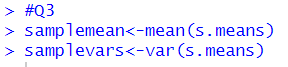 > #Q3
> samplemean<-mean(s.means)
> samplevars<-var(s.means)